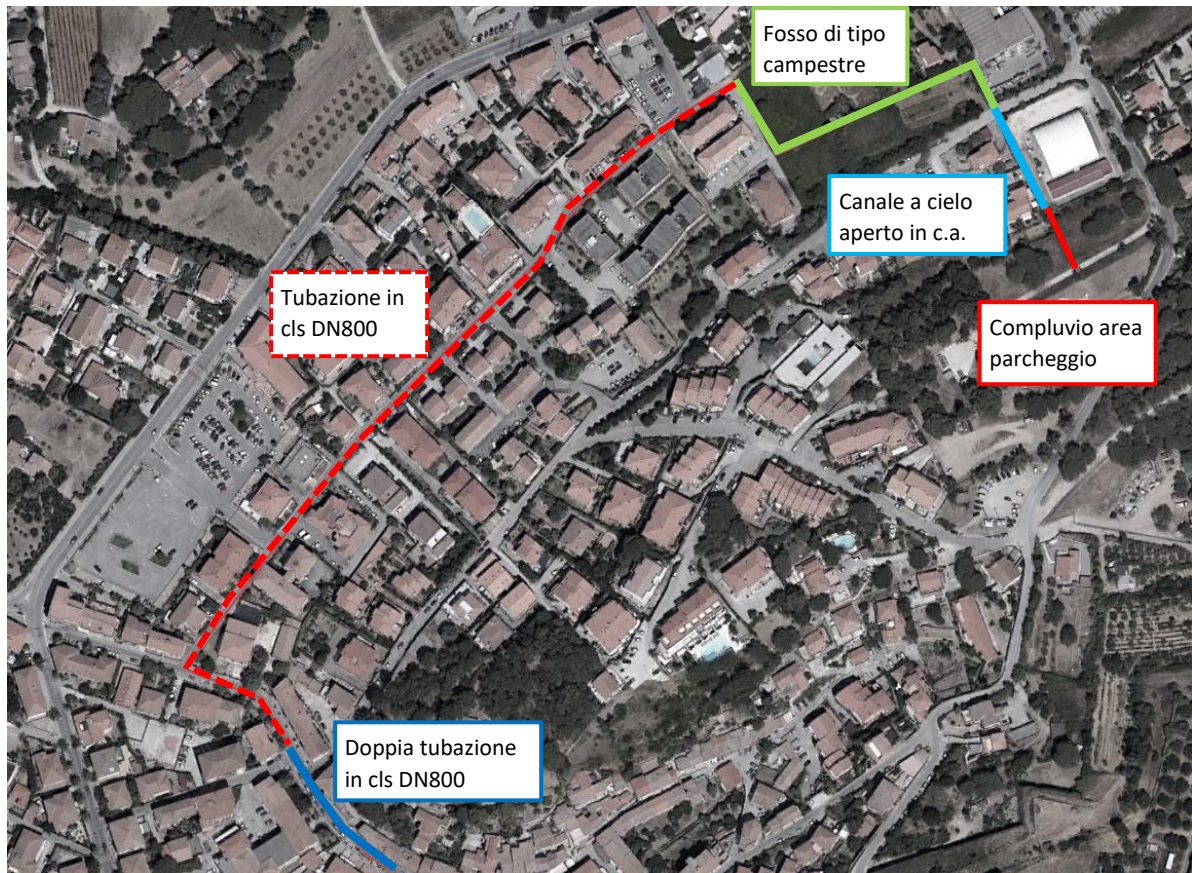 Fosso di tipo
campestre
Canale a cielo
aperto in c.a.
Tubazione in
cls DN800
Compluvio area
parcheggio
Doppia tubazione
in cls DN800